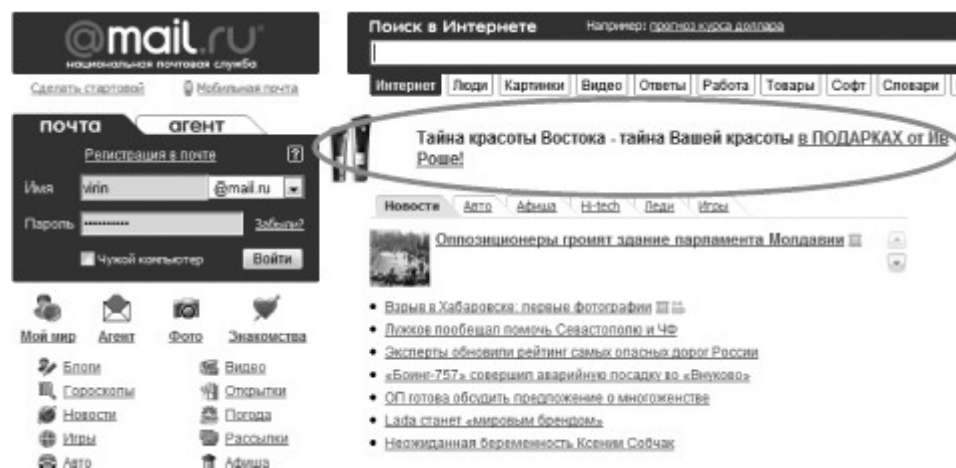 @mail.ru
национальная почтовая служба
Сделать стартовой
Мобильная почта
почта
агент
Регистрация в почте
?
Имя
virin
@mail.ru
Пароль
Забыли?
Чужой компьютер
Войти
Мой мир
Агент
Фото
Знакомства
Блоги
Видео
Гороскопы
Открытки
Новости
Погода
Игры
Рассылки
Авто
Афиша
Поиск в Интернете
Например: прогноз курса доллара
Интернет Люди Картинки Видео Ответы Работа Товары Софт Словари
Тайна красоты Востока - тайна Вашей красоты в ПОДАРКАХ от Ив
Роше!
Новости Авто Афиша Hi-tech Леди Игры
Оппозиционеры громят здание парламента Молдавии
Взрыв в Хабаровске: первые фотографии
Лужков пообещал помочь Севастополю и ЧФ
Эксперты обновили рейтинг самых опасных дорог России
«Боинг-757» совершил аварийную посадку во «Внуково»
ОП готова обсудить предложение о многоженстве
Lada станет «мировым брендом»
Неожиданная беременность Ксении Собчак